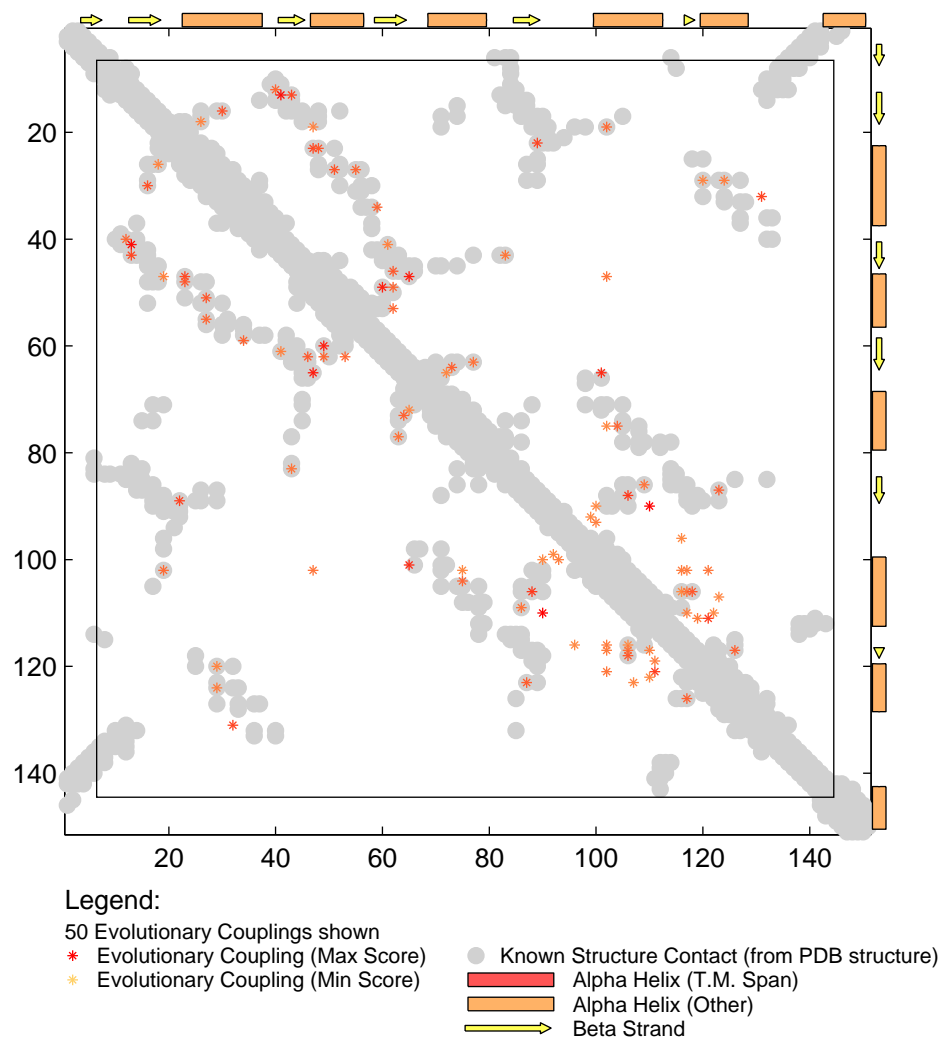 20
40
60
80
100
120
140
20 40 60 80 100 120 140
Legend:
50 Evolutionary Couplings shown
Evolutionary Coupling (Max Score)
Evolutionary Coupling (Min Score)
Known Structure Contact (from PDB structure)
Alpha Helix (T.M. Span)
Alpha Helix (Other)
Beta Strand